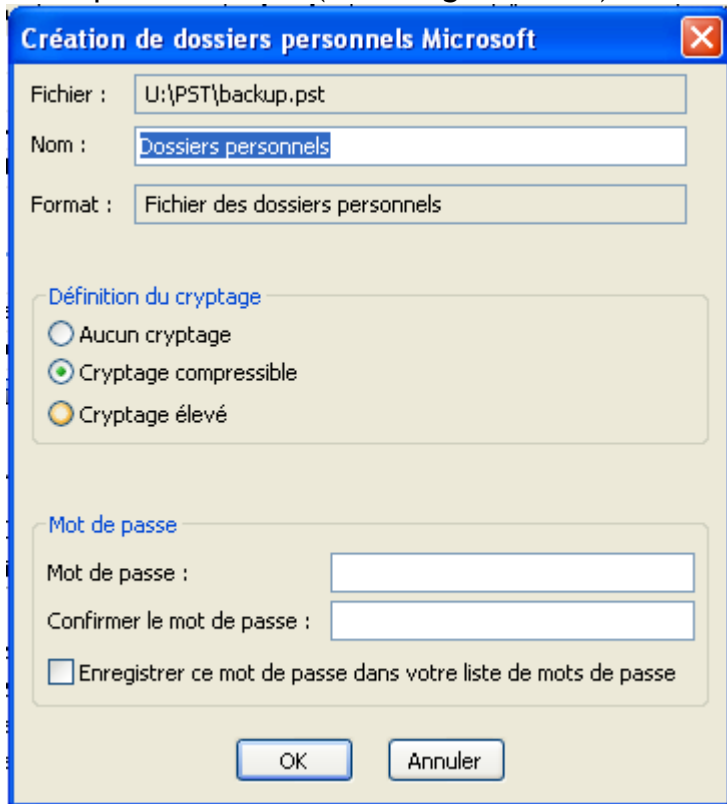 Création de dossiers personnels Microsoft
Fichier : U:\PST\backup.pst
Nom : Dossiers personnels
Format : Fichier des dossiers personnels
Définition du cryptage
Aucun cryptage
Cryptage compressible
Cryptage élevé
Mot de passe
Mot de passe :
Confirmer le mot de passe :
Enregistrer ce mot de passe dans votre liste de mots de passe
OK Annuler